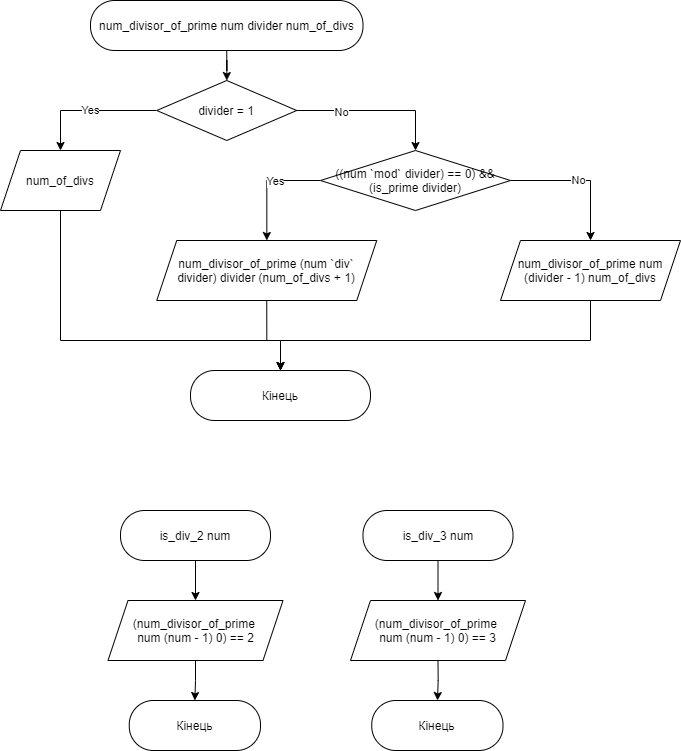 num_divisor_of_prime num divider num_of_divs
divider = 1
Yes
No
num_of_divs
((num `mod` divider) == 0) &&
(is_prime divider)
Yes
No
num_divisor_of_prime (num `div`
divider) divider (num_of_divs + 1)
num_divisor_of_prime num
(divider - 1) num_of_divs
Кінець
is_div_2 num
(num_divisor_of_prime
num (num - 1) 0) == 2
Кінець
is_div_3 num
(num_divisor_of_prime
num (num - 1) 0) == 3
Кінець